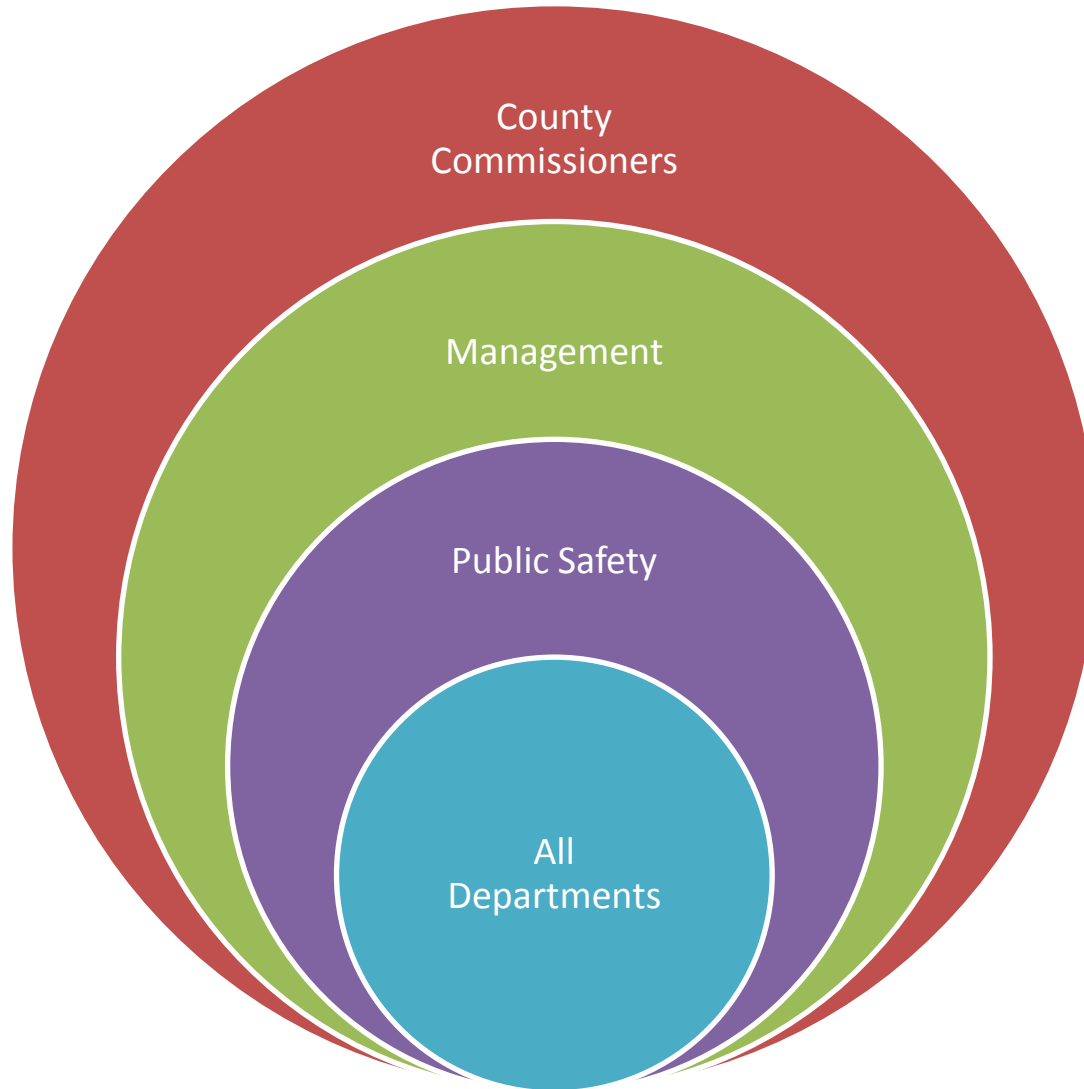 County
Commissioners
Management
Public Safety
All
Departments